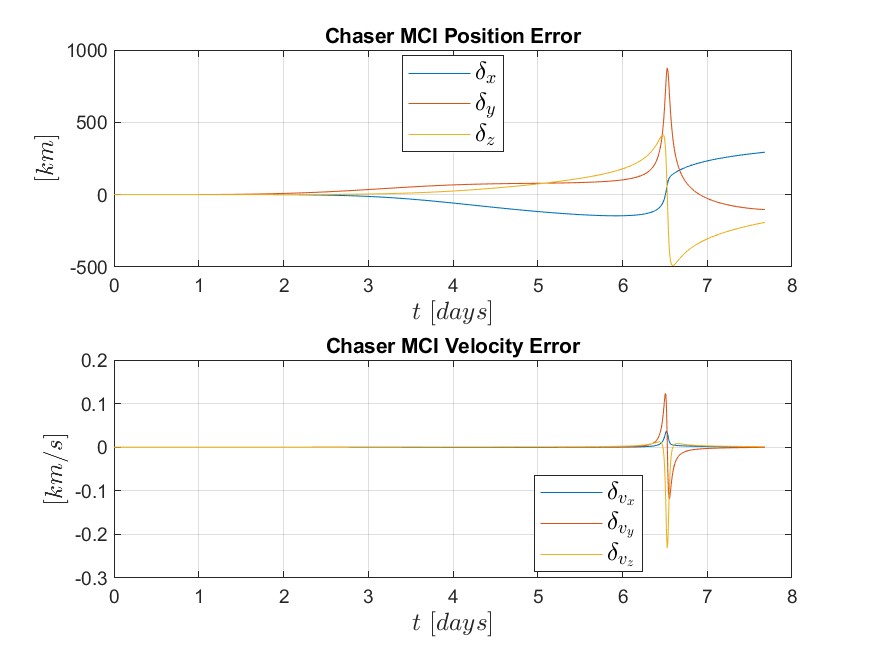 Chaser MCI Position Error
1000
500
0
-500
[km]
δx
δy
δz
0 1 2 3 4 5 6 7 8
t [days]
Chaser MCI Velocity Error
0.2
0.1
0
-0.1
-0.2
-0.3
[km/s]
δvx
δvy
δvz
0 1 2 3 4 5 6 7 8
t [days]